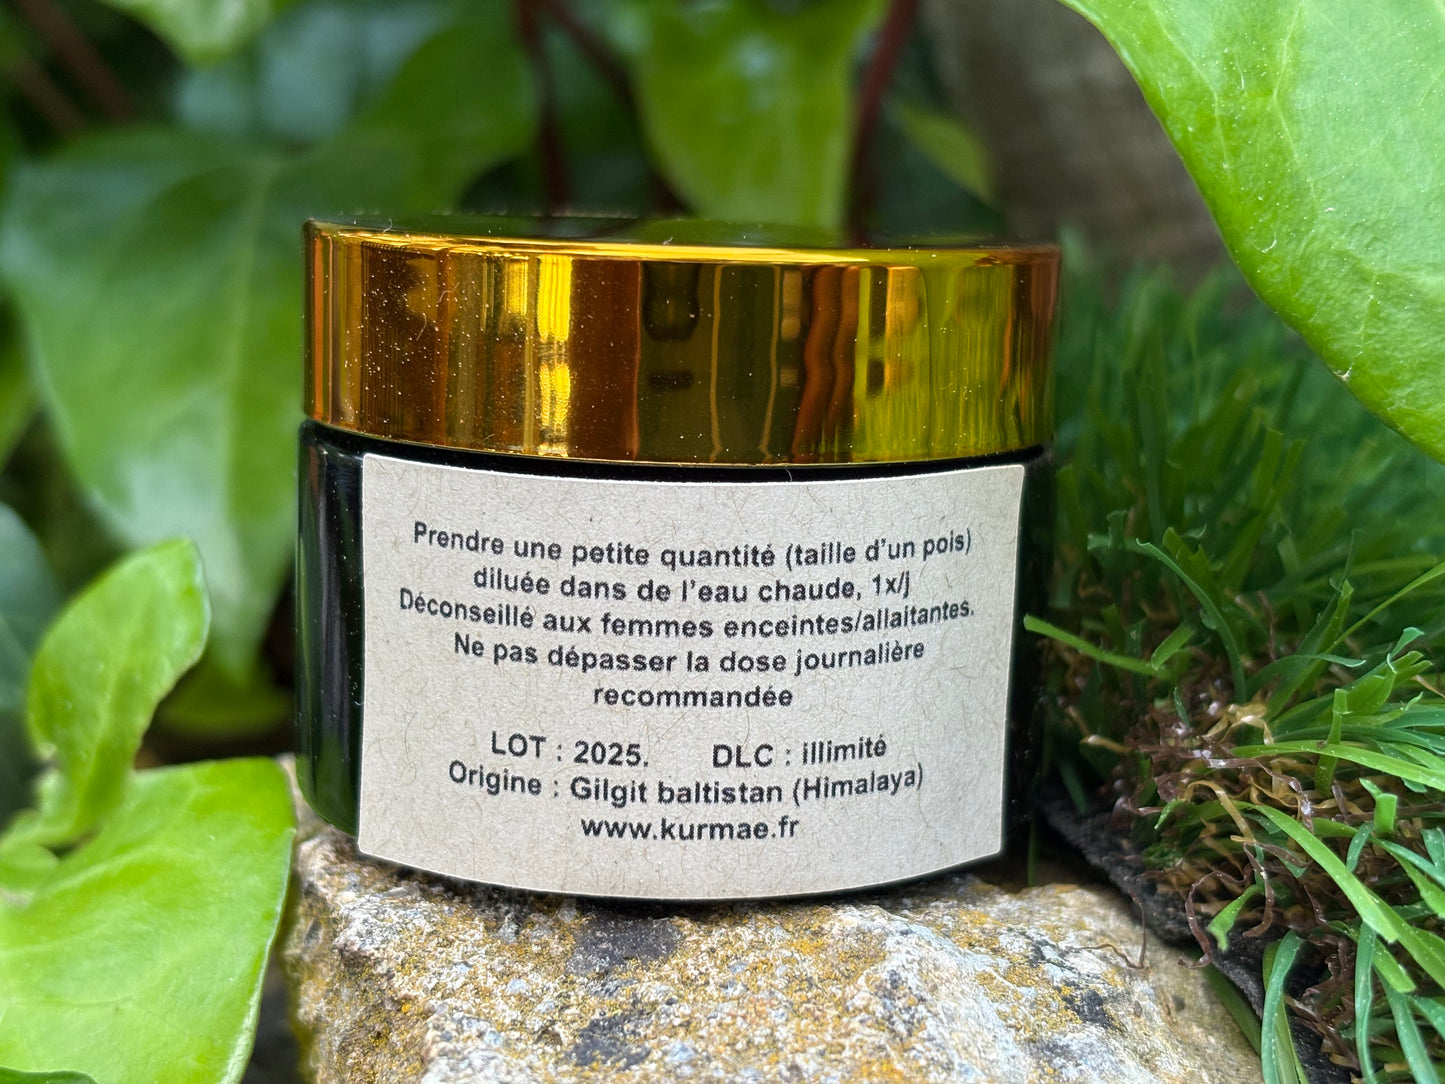 Prendre une petite quantité (taille d'un pois)
diluée dans de l'eau chaude, 1x/j
Déconseillé aux femmes enceintes/allaitantes.
Ne pas dépasser la dose journalière
recommandée
LOT : 2025. DLC : illimité
Origine : Gilgit baltistan (Himalaya)
www.kurmae.fr